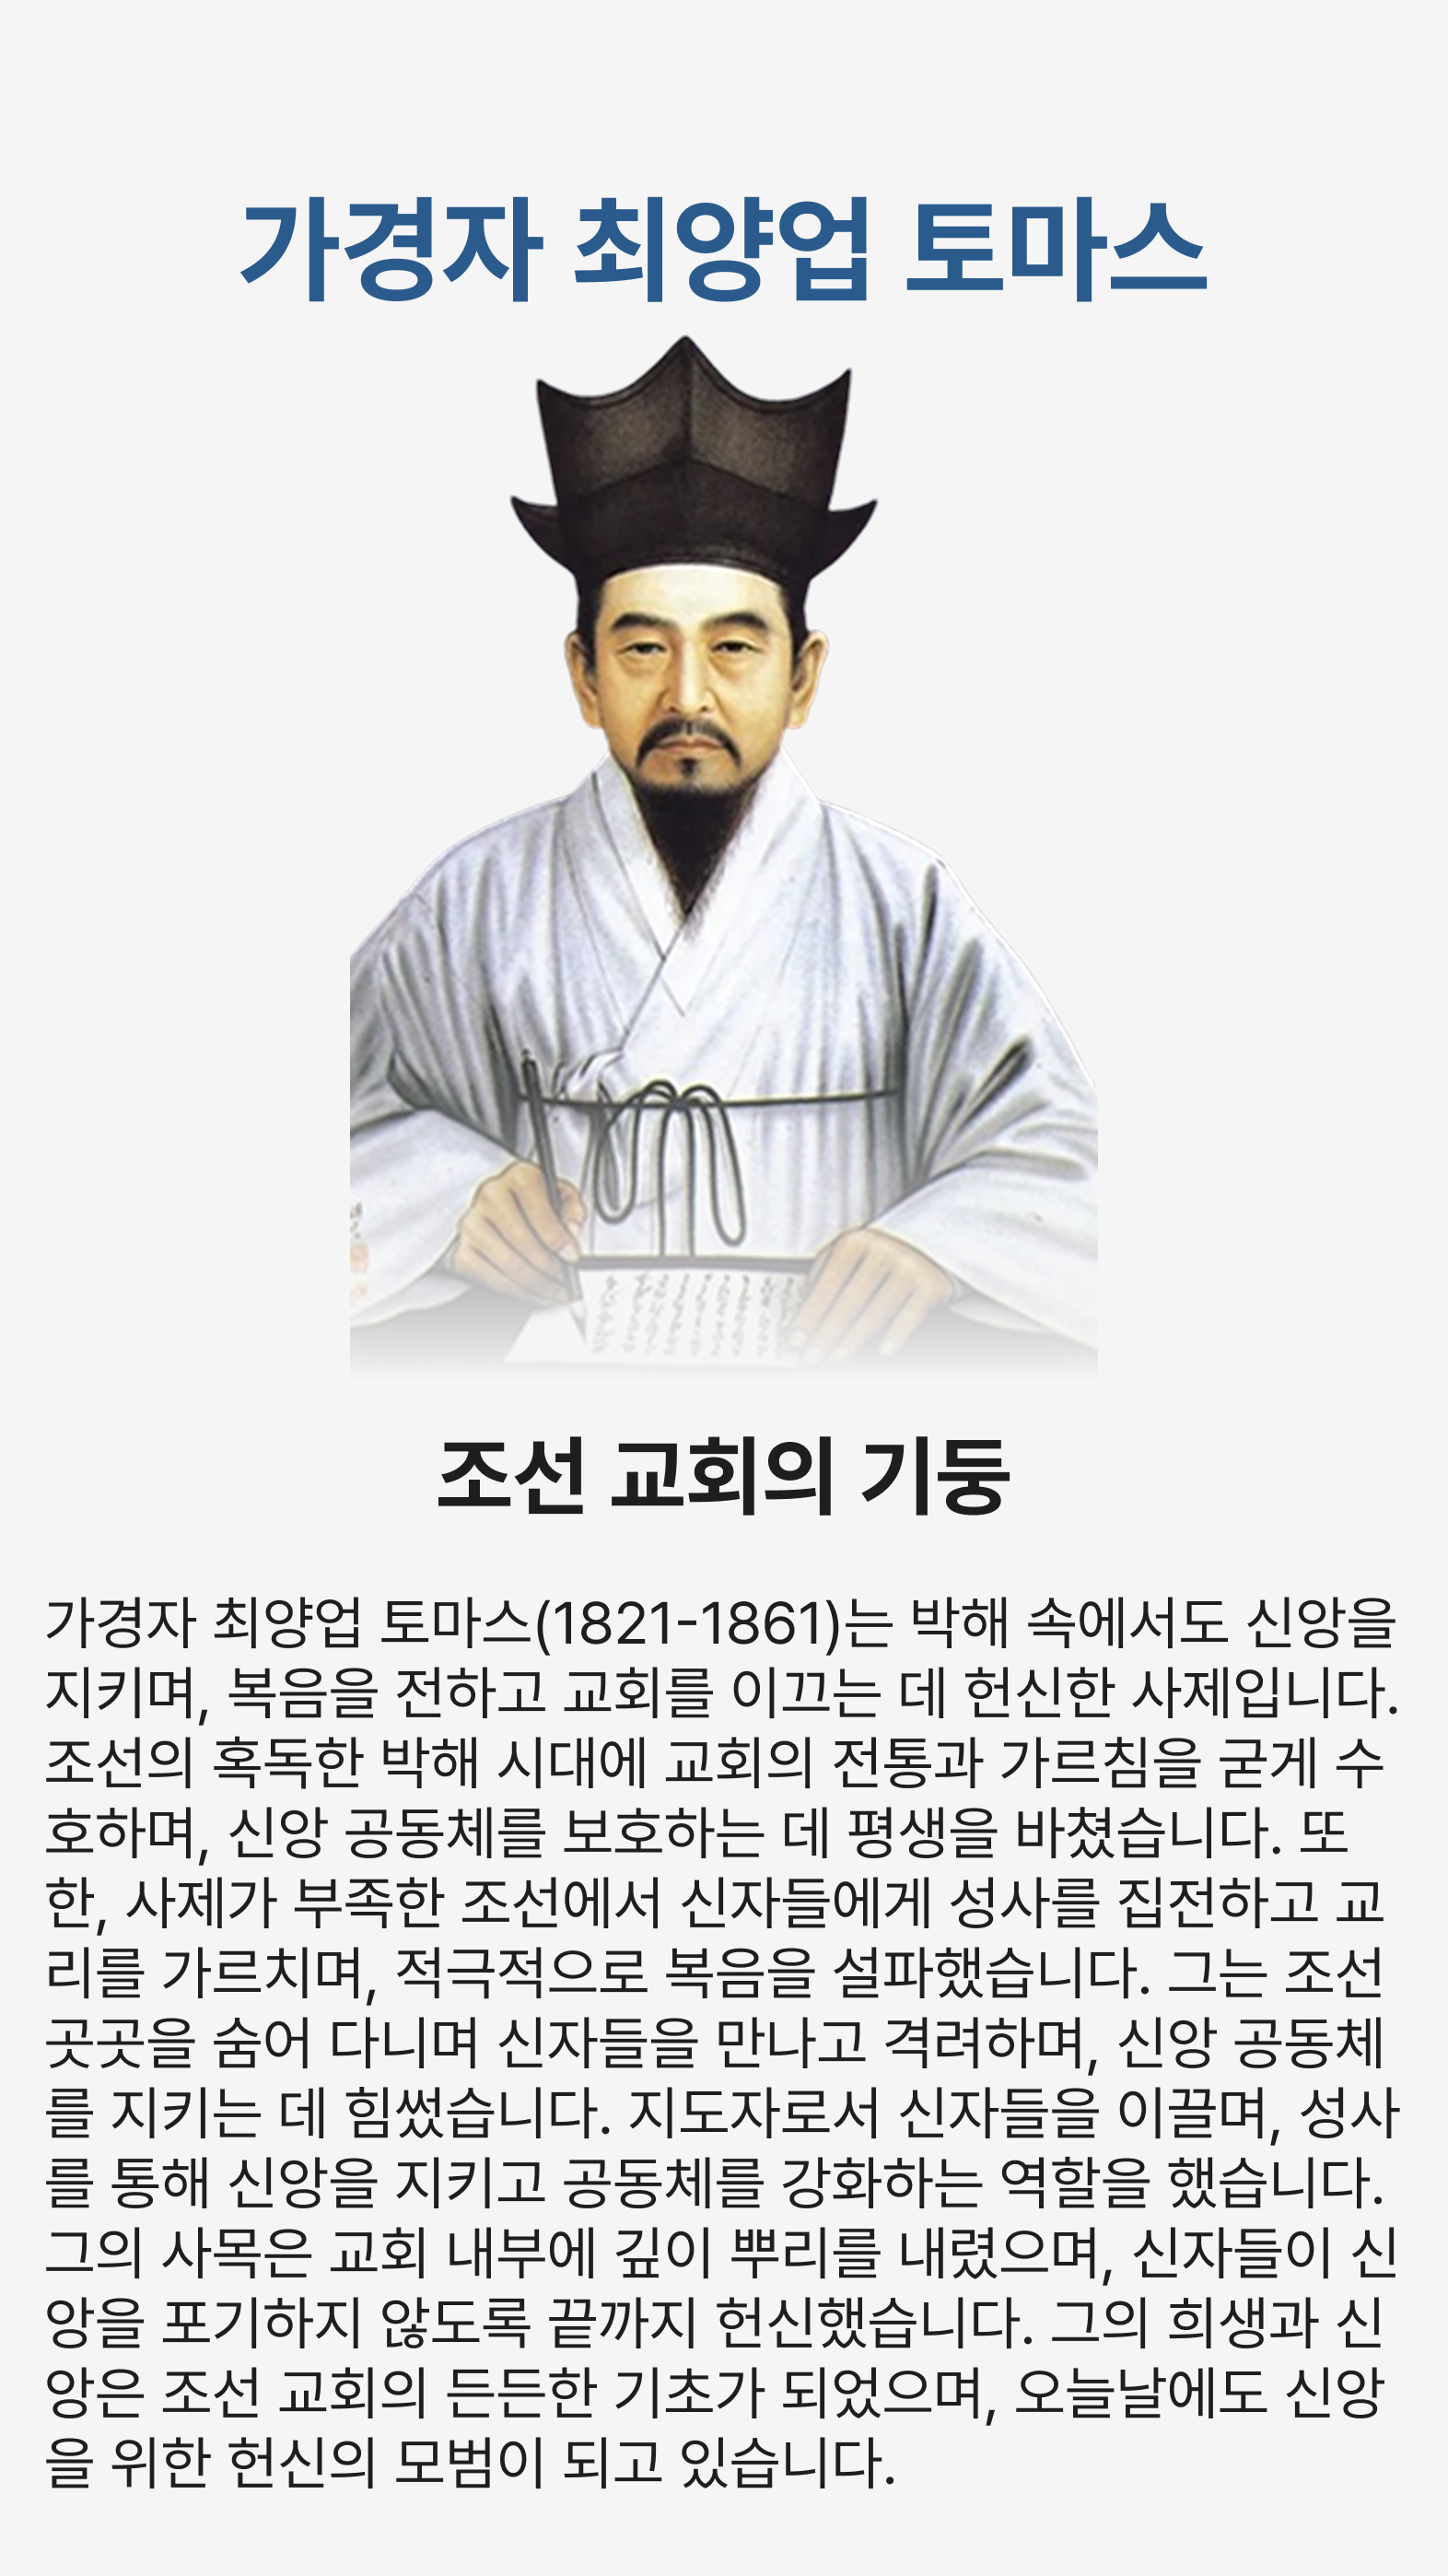 가경자 최양업 토마스
조선 교회의 기둥
가경자 최양업 토마스(1821-1861)는 박해 속에서도 신앙을
지키며, 복음을 전하고 교회를 이끄는 데 헌신한 사제입니다.
조선의 혹독한 박해 시대에 교회의 전통과 가르침을 굳게 수
호하며, 신앙 공동체를 보호하는 데 평생을 바쳤습니다. 또
한, 사제가 부족한 조선에서 신자들에게 성사를 집전하고 교
리를 가르치며, 적극적으로 복음을 설파했습니다. 그는 조선
곳곳을 숨어 다니며 신자들을 만나고 격려하며, 신앙 공동체
를 지키는 데 힘썼습니다. 지도자로서 신자들을 이끌며, 성사
를 통해 신앙을 지키고 공동체를 강화하는 역할을 했습니다.
그의 사목은 교회 내부에 깊이 뿌리를 내렸으며, 신자들이 신
앙을 포기하지 않도록 끝까지 헌신했습니다. 그의 희생과 신
앙은 조선 교회의 든든한 기초가 되었으며, 오늘날에도 신앙
을 위한 헌신의 모범이 되고 있습니다.